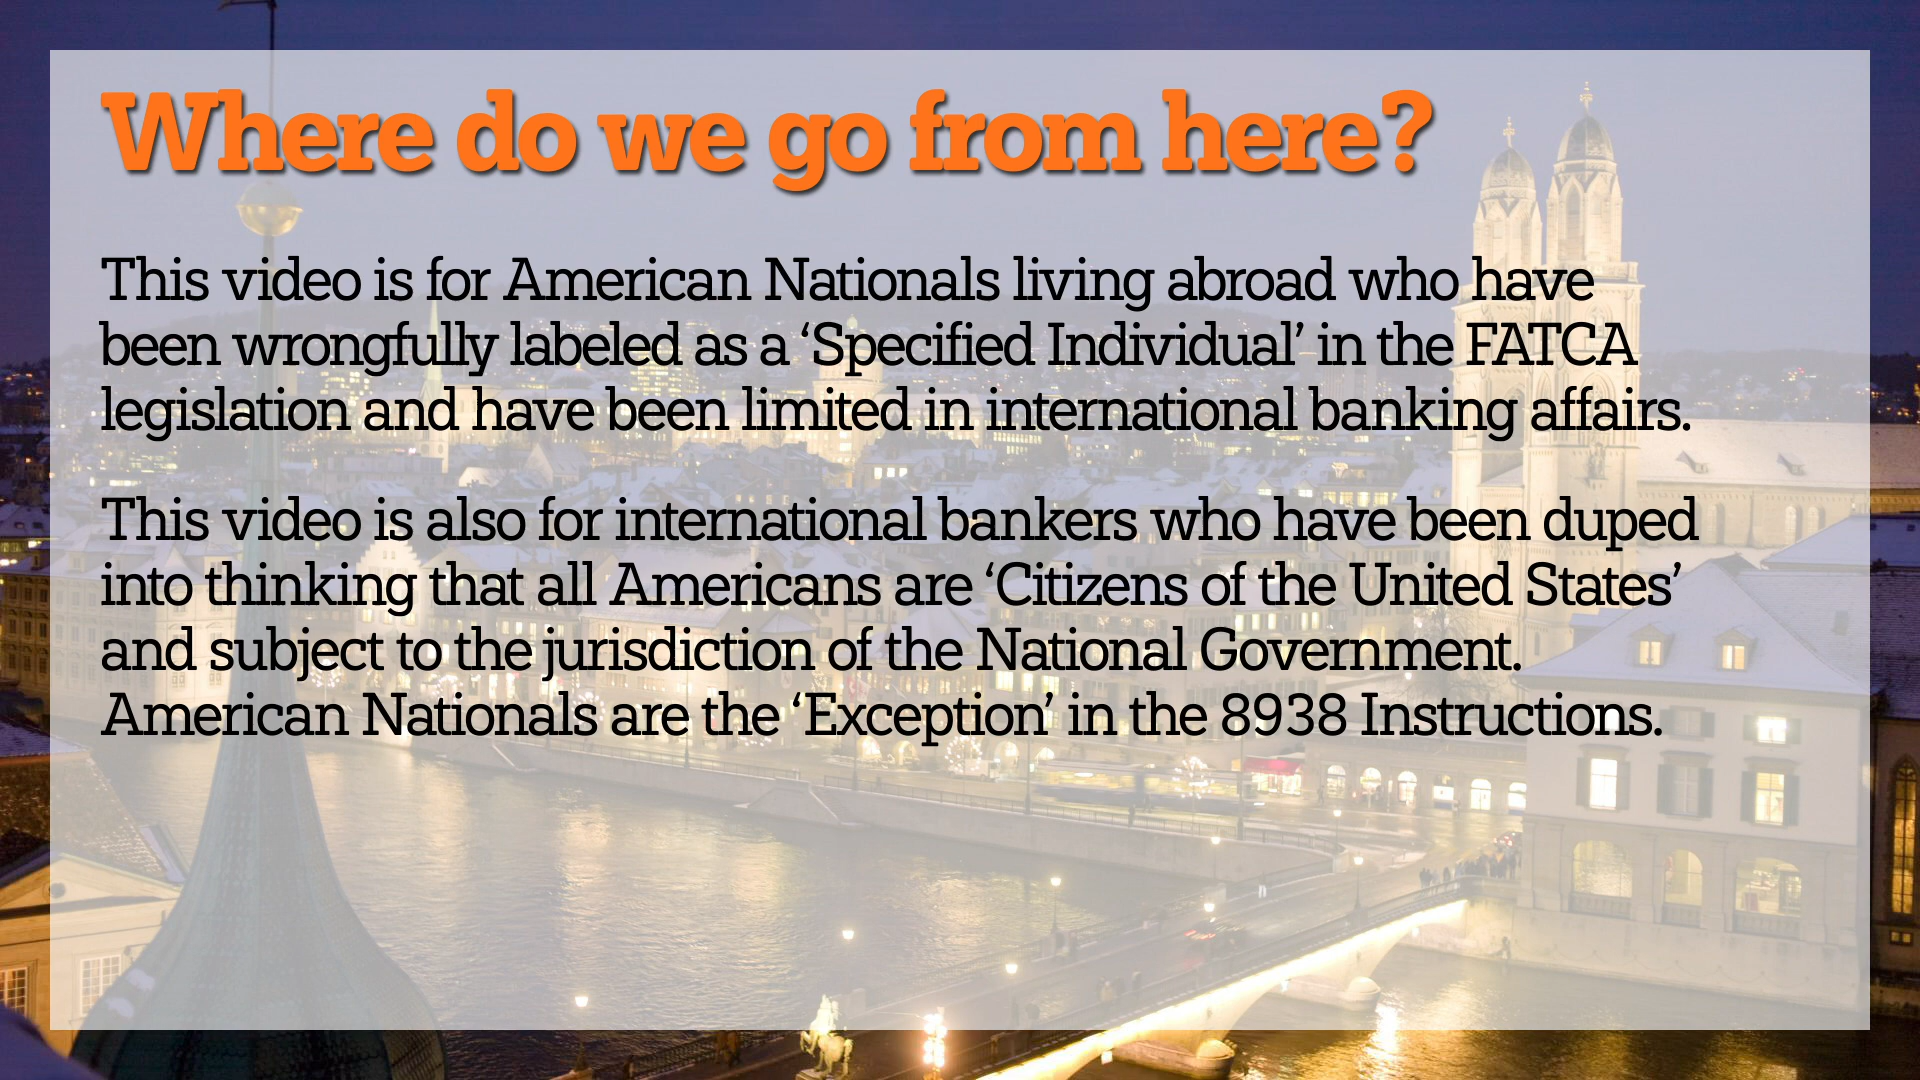 Where do we go from here?
This video is for American Nationals living abroad who have
been wrongfully labeled as a ‘Specified Individual’ in the FATCA
legislation and have been limited in international banking affairs.
This video is also for international bankers who have been duped
into thinking that all Americans are ‘Citizens of the United States’
and subject to the jurisdiction of the National Government.
American Nationals are the ‘Exception’ in the 8938 Instructions.